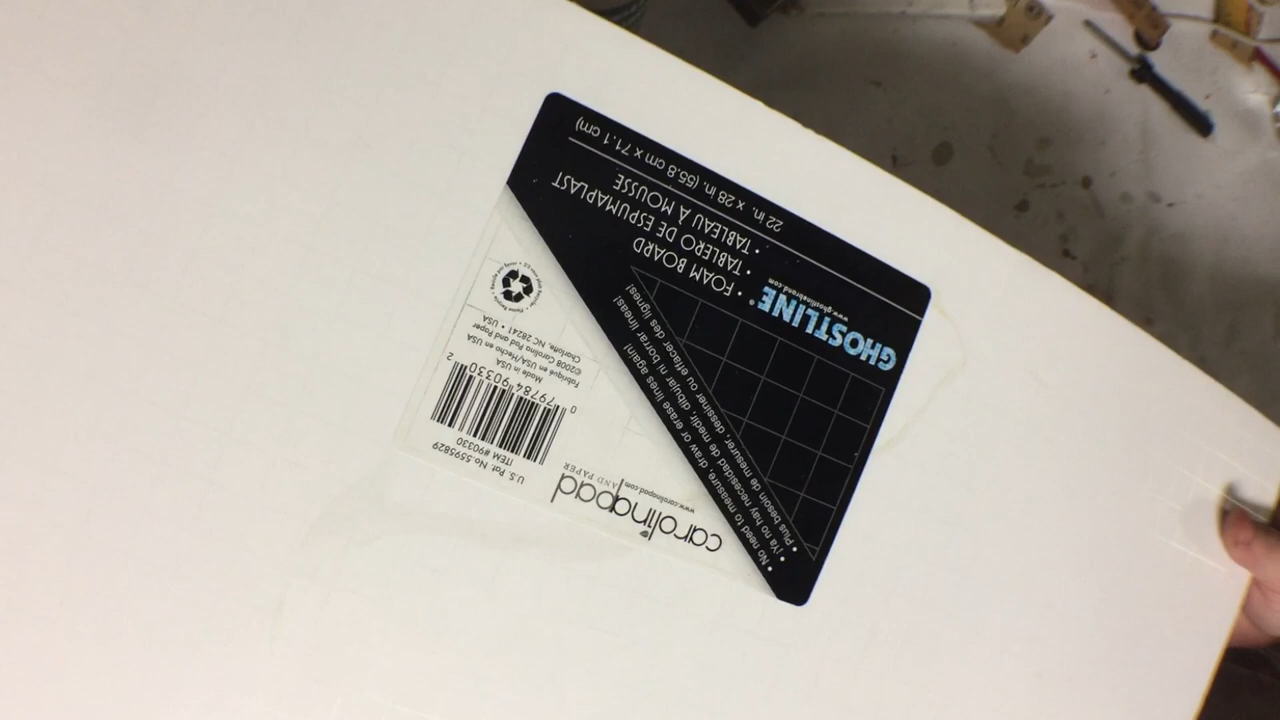 GHOSTLINE®
www.ghostlinebrand.com
• FOAM BOARD
• TABLERO DE ESPUMAPLAST
• TABLEAU À MOUSSE
22 in. x 28 in. (55.8 cm x 71.1 cm)
• No need to measure, draw or erase lines again!
• ¡Ya no hay necesidad de medir, dibujar ni borrar líneas!
• Plus besoin de mesurer, dessiner ou effacer des lignes!
carolinapad
AND PAPER
www.carolinapad.com
U.S. Pat. No.5595829
ITEM #90330
0 79784 90330 2
Made in USA
Fabriqué en USA/Hecho en USA
©2008 Carolina Pad and Paper
Charlotte, NC 28241 • USA